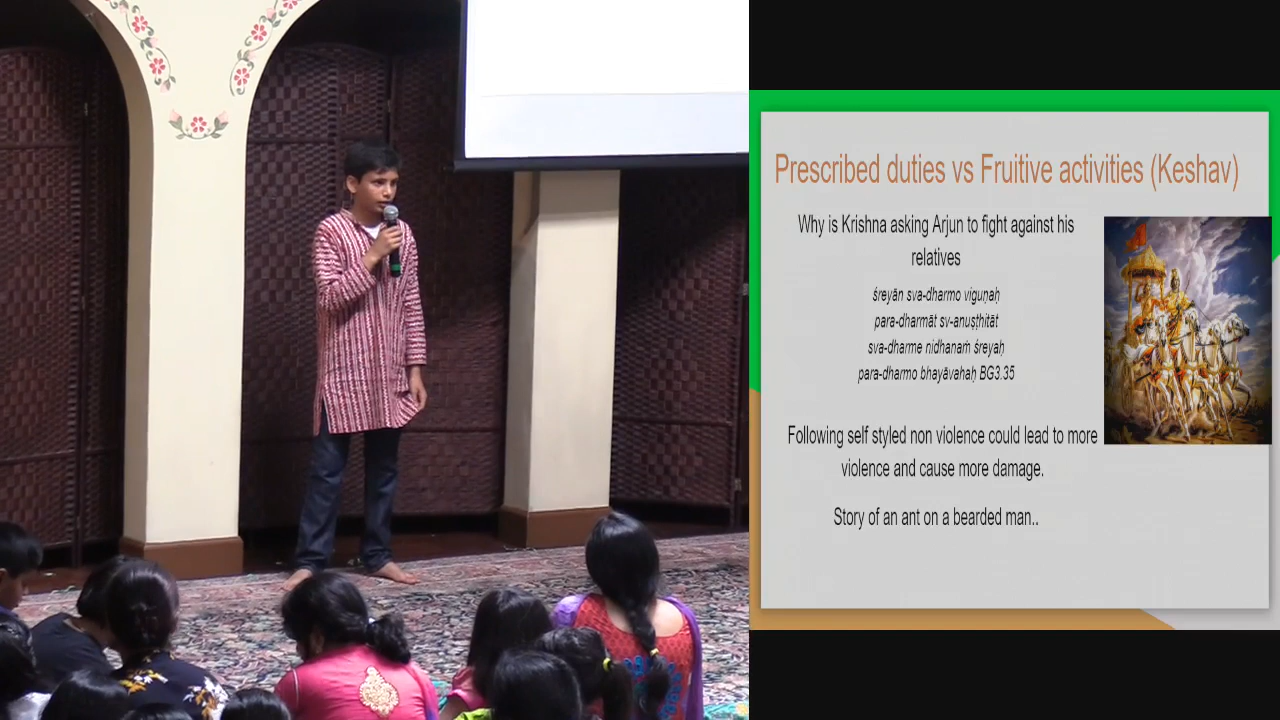 Prescribed duties vs Fruitive activities (Keshav)
Why is Krishna asking Arjun to fight against his
relatives
śreyān sva-dharmo viguṇaḥ
para-dharmāt sv-anuṣṭhitāt
sva-dharme nidhanaṁ śreyaḥ
para-dharmo bhayāvahaḥ BG3.35
Following self styled non violence could lead to more
violence and cause more damage.
Story of an ant on a bearded man..